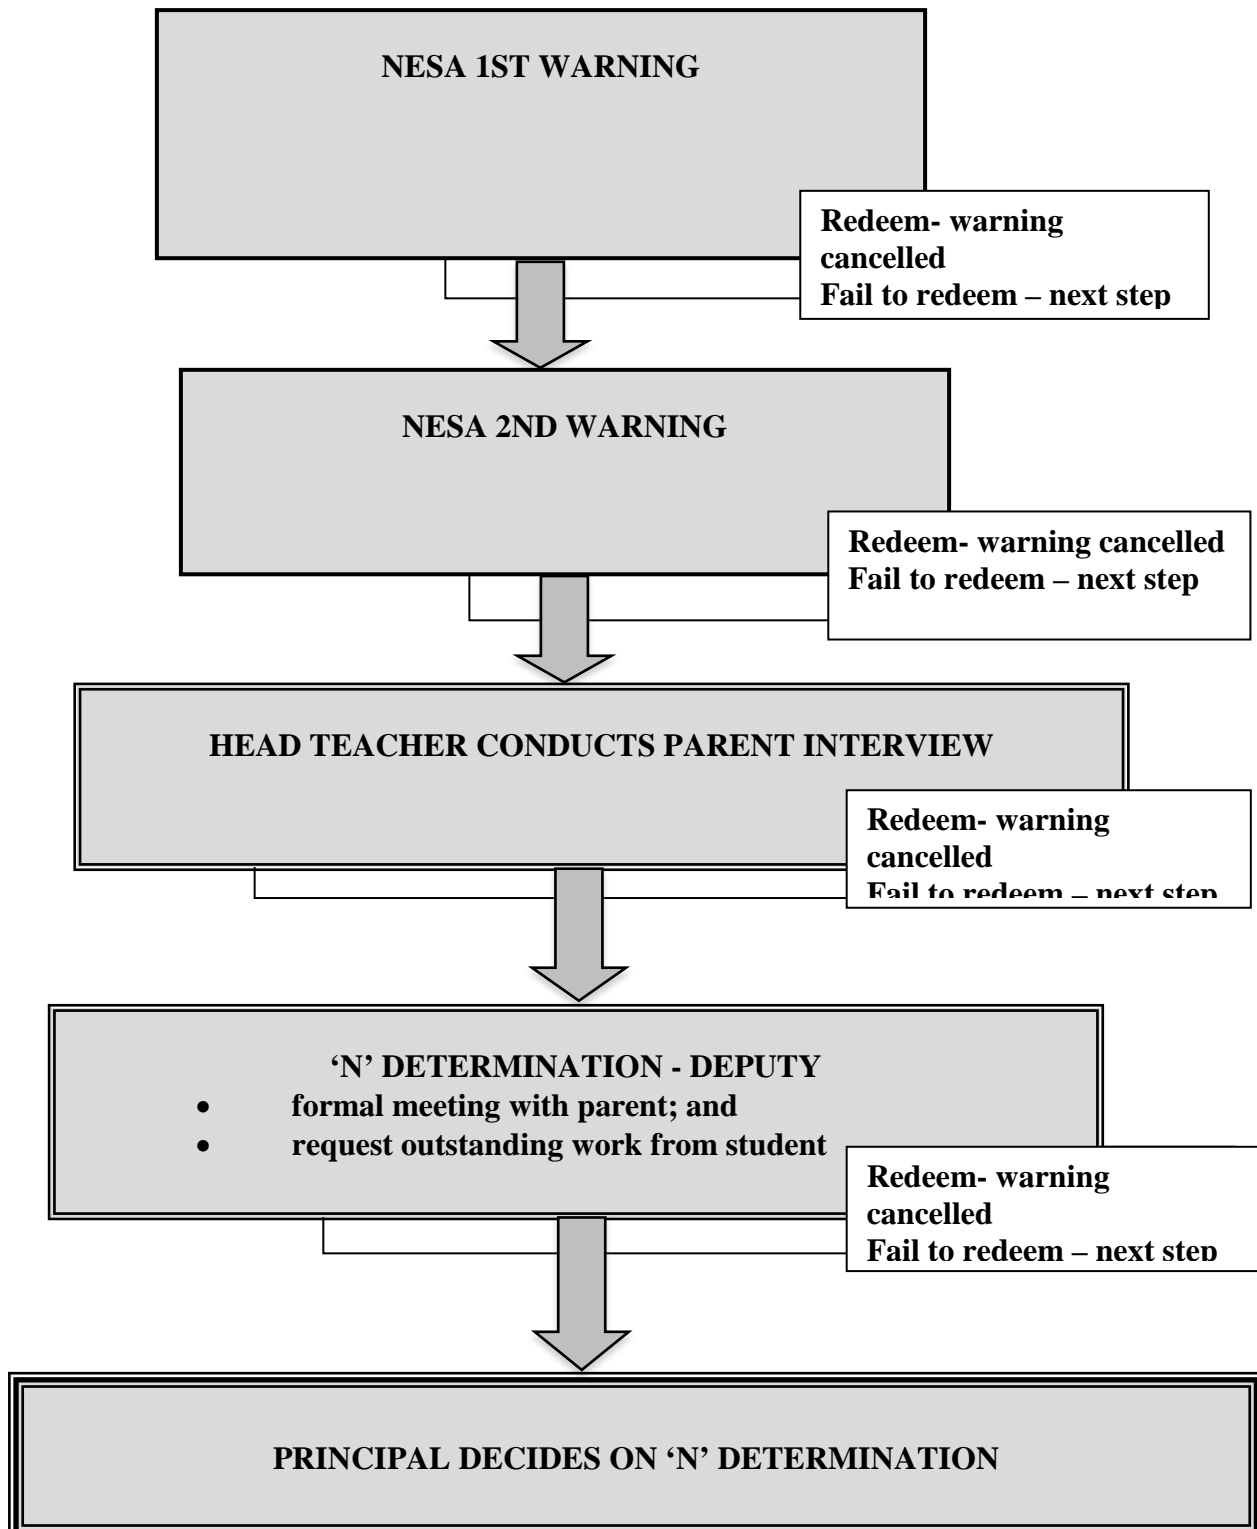 NESA 1ST WARNING
Redeem- warning
cancelled
Fail to redeem – next step
NESA 2ND WARNING
Redeem- warning cancelled
Fail to redeem – next step
HEAD TEACHER CONDUCTS PARENT INTERVIEW
Redeem- warning
cancelled
Fail to redeem – next step
‘N’ DETERMINATION - DEPUTY
• formal meeting with parent; and
• request outstanding work from student
Redeem- warning
cancelled
Fail to redeem – next step
PRINCIPAL DECIDES ON ‘N’ DETERMINATION